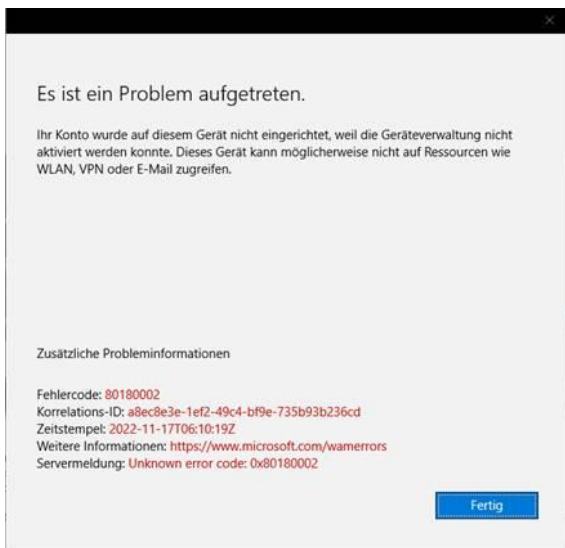 Es ist ein Problem aufgetreten.
Ihr Konto wurde auf diesem Gerät nicht eingerichtet, weil die Geräteverwaltung nicht
aktiviert werden konnte. Dieses Gerät kann möglicherweise nicht auf Ressourcen wie
WLAN, VPN oder E-Mail zugreifen.
Zusätzliche Probleminformationen
Fehlercode: 80180002
Korrelations-ID: a8ec8e3e-1ef2-49c4-bf9e-735b93b236cd
Zeitstempel: 2022-11-17T06:10:19Z
Weitere Informationen: https://www.microsoft.com/wamerrors
Servermeldung: Unknown error code: 0x80180002
Fertig